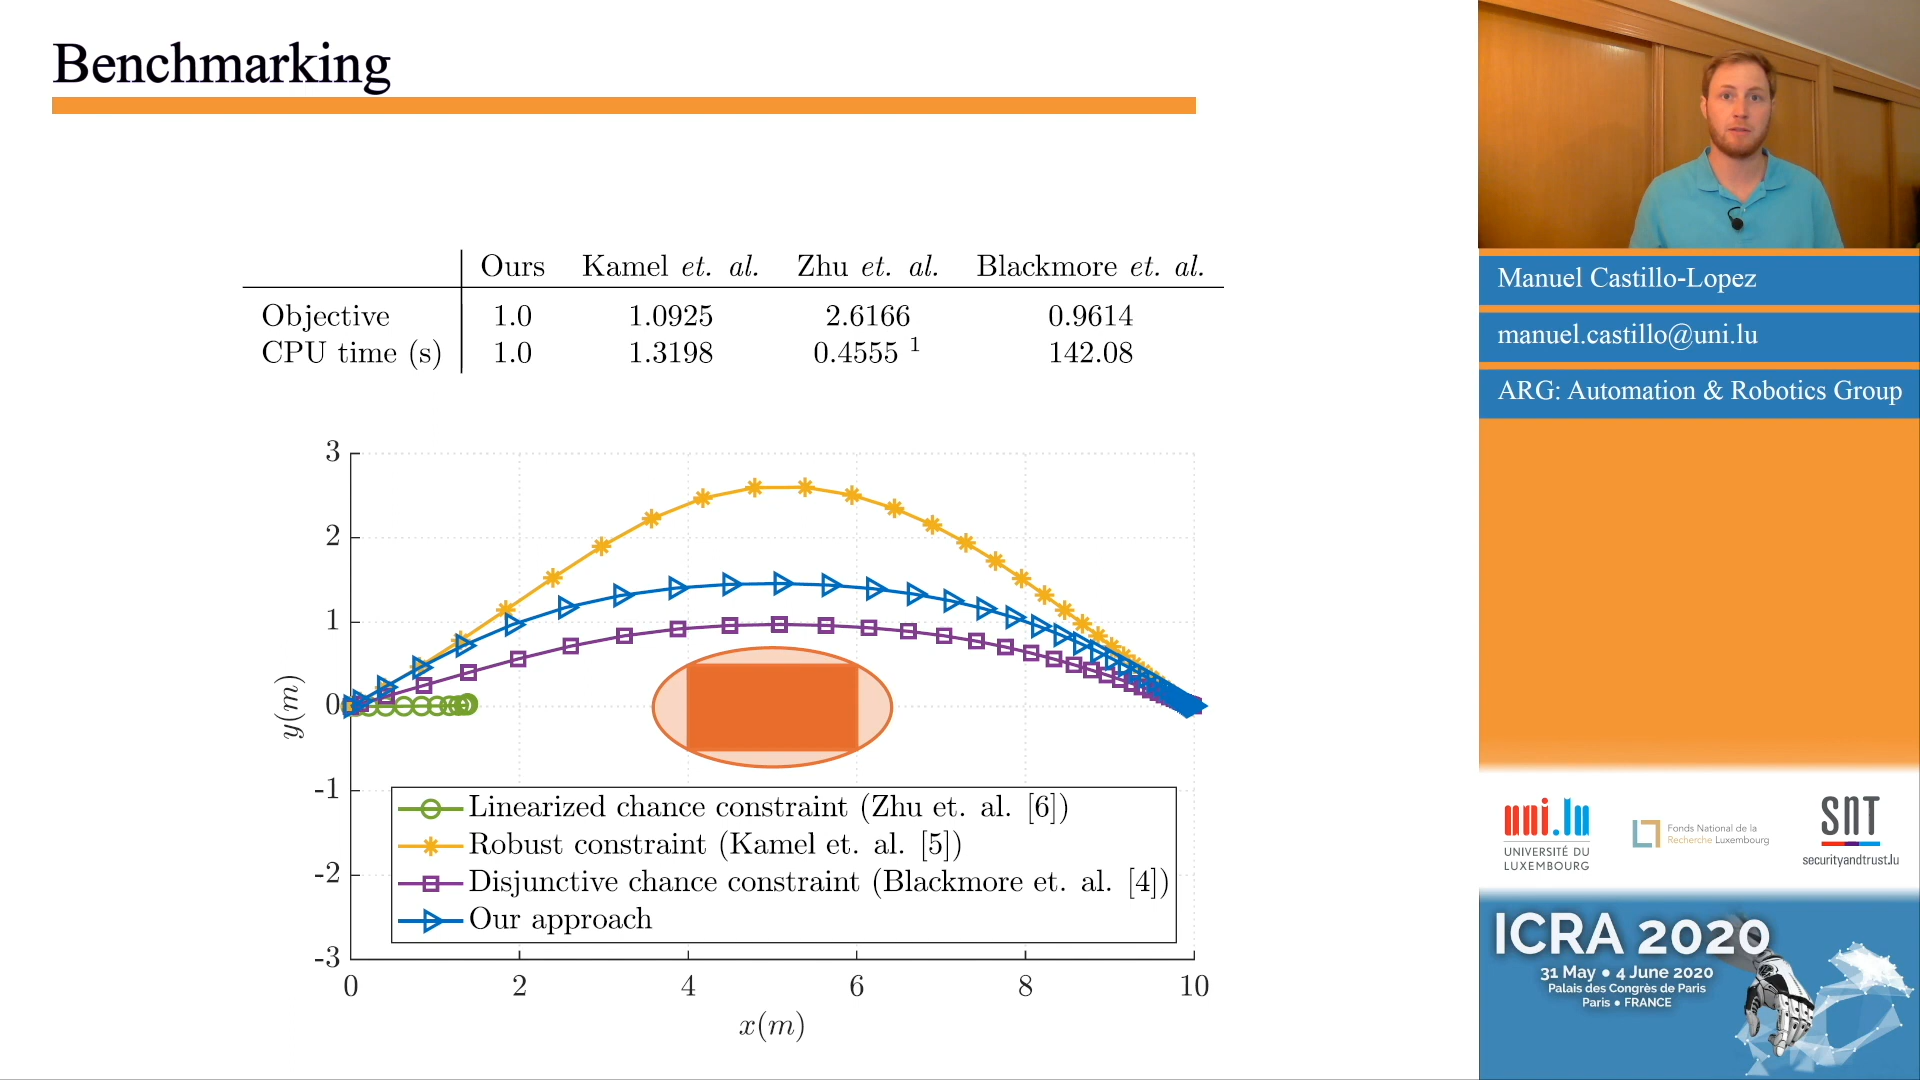 Benchmarking
Ours Kamel et. al. Zhu et. al. Blackmore et. al.
Objective 1.0 1.0925 2.6166 0.9614
CPU time (s) 1.0 1.3198 0.4555 1 142.08
3
2
1
0
-1
-2
-3
y(m)
Linearized chance constraint (Zhu et. al. [6])
Robust constraint (Kamel et. al. [5])
Disjunctive chance constraint (Blackmore et. al. [4])
Our approach
0 2 4 6 8 10
x(m)
Manuel Castillo-Lopez
manuel.castillo@uni.lu
ARG: Automation & Robotics Group
uni.lu
UNIVERSITÉ DU
LUXEMBOURG
Fonds National de la
Recherche Luxembourg
SNT
securityandtrust.lu
ICRA 2020
31 May ● 4 June 2020
Palais des Congrès de Paris
Paris ● FRANCE